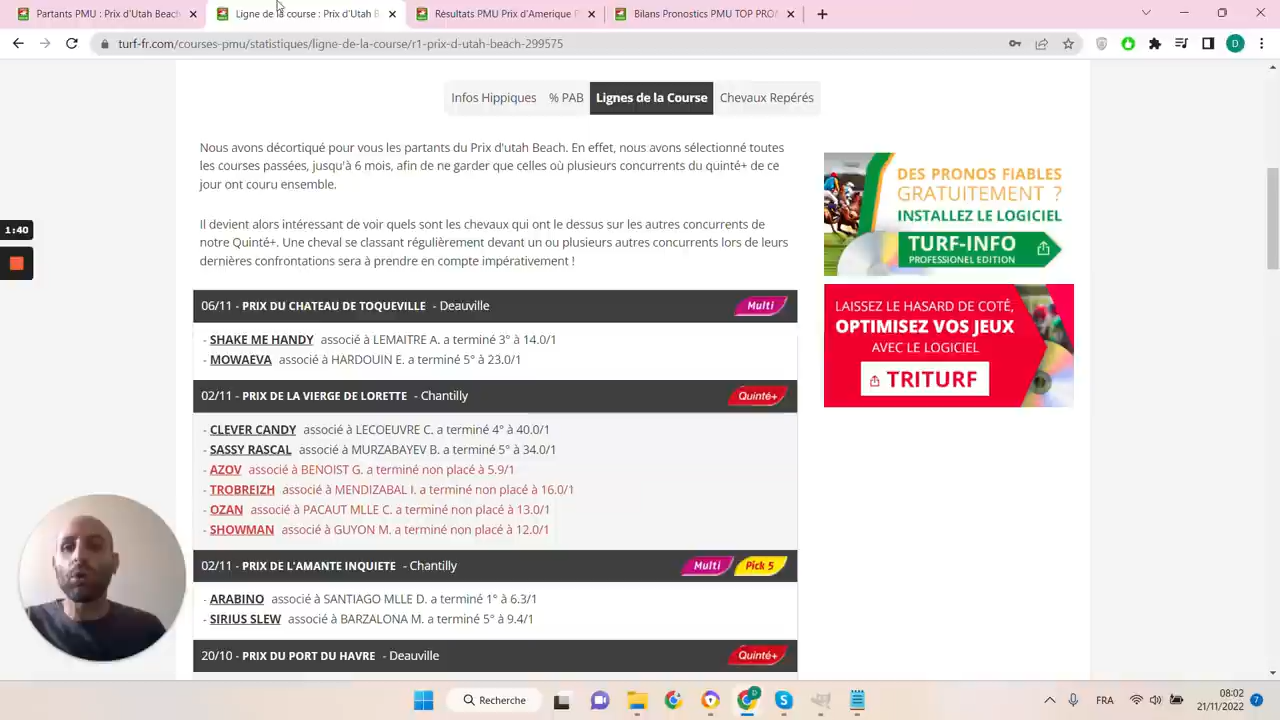 Prix d'Utah Beach : PMU
Ligne de course : Prix d'Utah B
Résultats PMU Prix d'Amerique P
Bilans Pronostics PMU TOP PRO
turf-fr.com/courses-pmu/statistiques/ligne-de-course/r1-prix-d-utah-beach-299575
D
Infos Hippiques
% PAB
Lignes de la Course
Chevaux Repérés
Nous avons décortiqué pour vous les partants du Prix d'utah Beach. En effet, nous avons sélectionné toutes
les courses passées, jusqu'à 6 mois, afin de ne garder que celles où plusieurs concurrents du quinté+ de ce
jour ont couru ensemble.
Il devient alors intéressant de voir quels sont les chevaux qui ont le dessus sur les autres concurrents de
notre Quinté+. Une cheval se classant régulièrement devant un ou plusieurs autres concurrents lors de leurs
dernières confrontations sera à prendre en compte impérativement !
06/11 - PRIX DU CHATEAU DE TOQUEVILLE - Deauville Multi
- SHAKE ME HANDY associé à LEMAITRE A. a terminé 3° à 14.0/1
- MOWAEVA associé à HARDOUIN E. a terminé 5° à 23.0/1
02/11 - PRIX DE LA VIERGE DE LORETTE - Chantilly Quinté+
- CLEVER CANDY associé à LECOEUVRE C. a terminé 4° à 40.0/1
- SASSY RASCAL associé à MURZABAYEV B. a terminé 5° à 34.0/1
- AZOV associé à BENOIST G. a terminé non placé à 5.9/1
- TROBREIZH associé à MENDIZABAL I. a terminé non placé à 16.0/1
- OZAN associé à PACAUT MLLE C. a terminé non placé à 13.0/1
- SHOWMAN associé à GUYON M. a terminé non placé à 12.0/1
02/11 - PRIX DE L'AMANTE INQUIETE - Chantilly Multi Pick 5
- ARABINO associé à SANTIAGO MLLE D. a terminé 1° à 6.3/1
- SIRIUS SLEW associé à BARZALONA M. a terminé 5° à 9.4/1
20/10 - PRIX DU PORT DU HAVRE - Deauville Quinté+
DES PRONOS FIABLES
GRATUITEMENT ?
INSTALLEZ LE LOGICIEL
TURF-INFO
PROFESSIONEL EDITION
LAISSEZ LE HASARD DE COTÉ,
OPTIMISEZ VOS JEUX
AVEC LE LOGICIEL
TRITURF
1:40
Recherche
D
FRA
08:02
21/11/2022
7